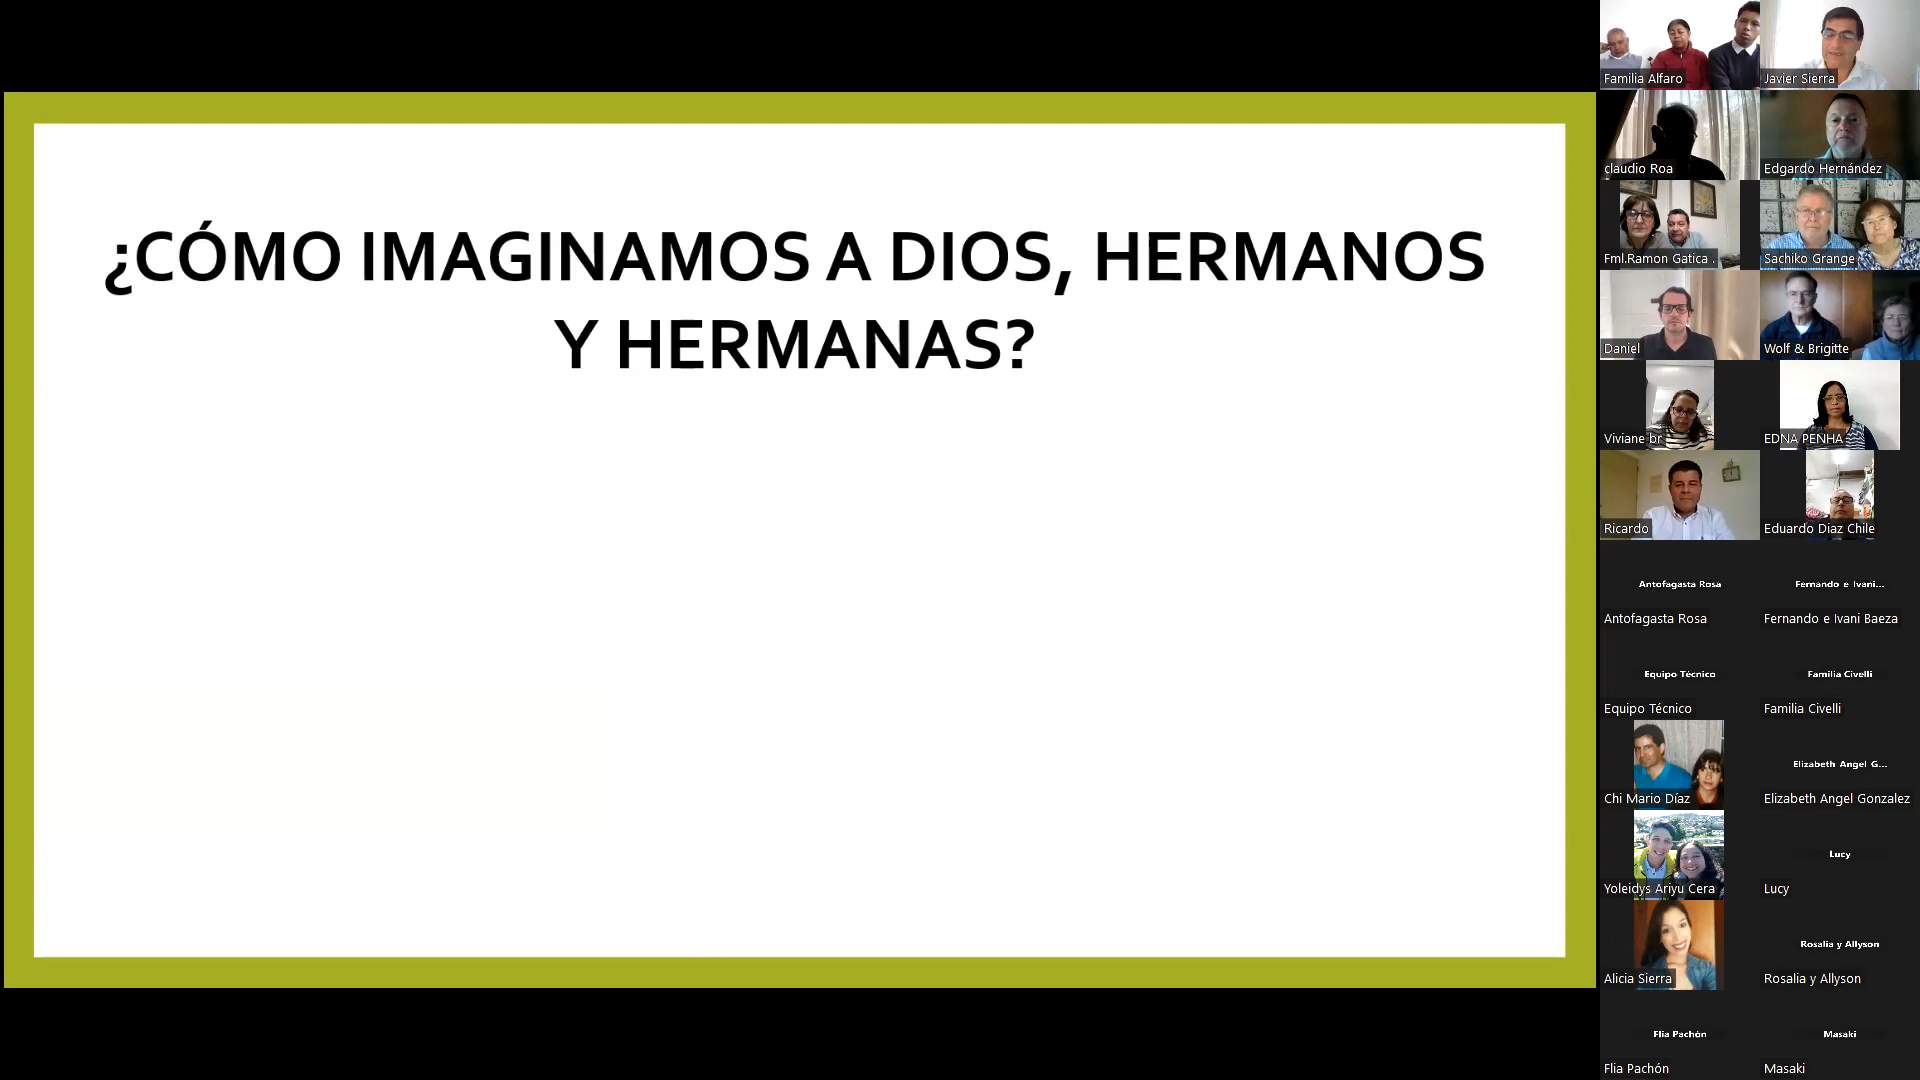 ¿CÓMO IMAGINAMOS A DIOS, HERMANOS
Y HERMANAS?
Familia Alfaro
Javier Sierra
claudio Roa
Edgardo Hernández
Fml.Ramon Gatica .
Sachiko Grange
Daniel
Wolf & Brigitte
Viviane br
EDNA PENHA
Ricardo
Eduardo Diaz Chile
Antofagasta Rosa
Antofagasta Rosa
Fernando e Ivani...
Fernando e Ivani Baeza
Equipo Técnico
Equipo Técnico
Familia Civelli
Familia Civelli
Chi Mario Díaz
Elizabeth Angel G...
Elizabeth Angel Gonzalez
Yoleidys Ariyu Cera
Lucy
Lucy
Alicia Sierra
Rosalia y Allyson
Rosalia y Allyson
Flia Pachón
Flia Pachón
Masaki
Masaki